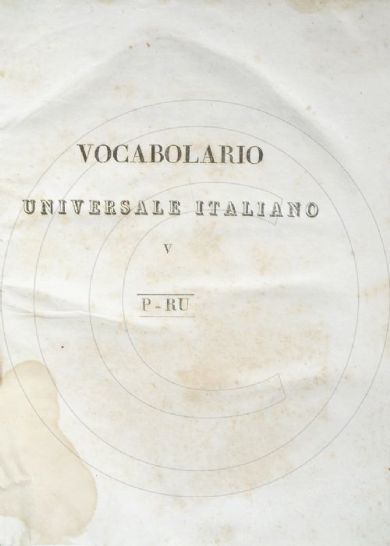 VOCABOLARIO
UNIVERSALE ITALIANO
V
P - RU